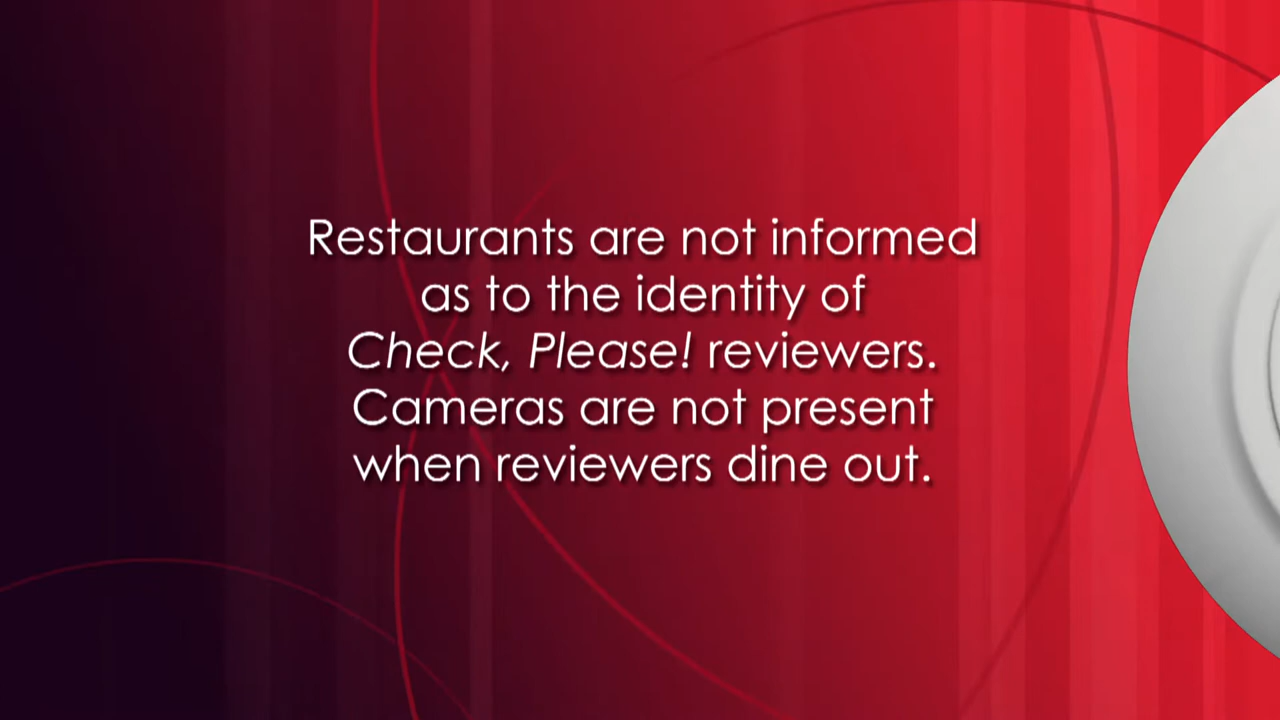 Restaurants are not informed
as to the identity of
Check, Please! reviewers.
Cameras are not present
when reviewers dine out.